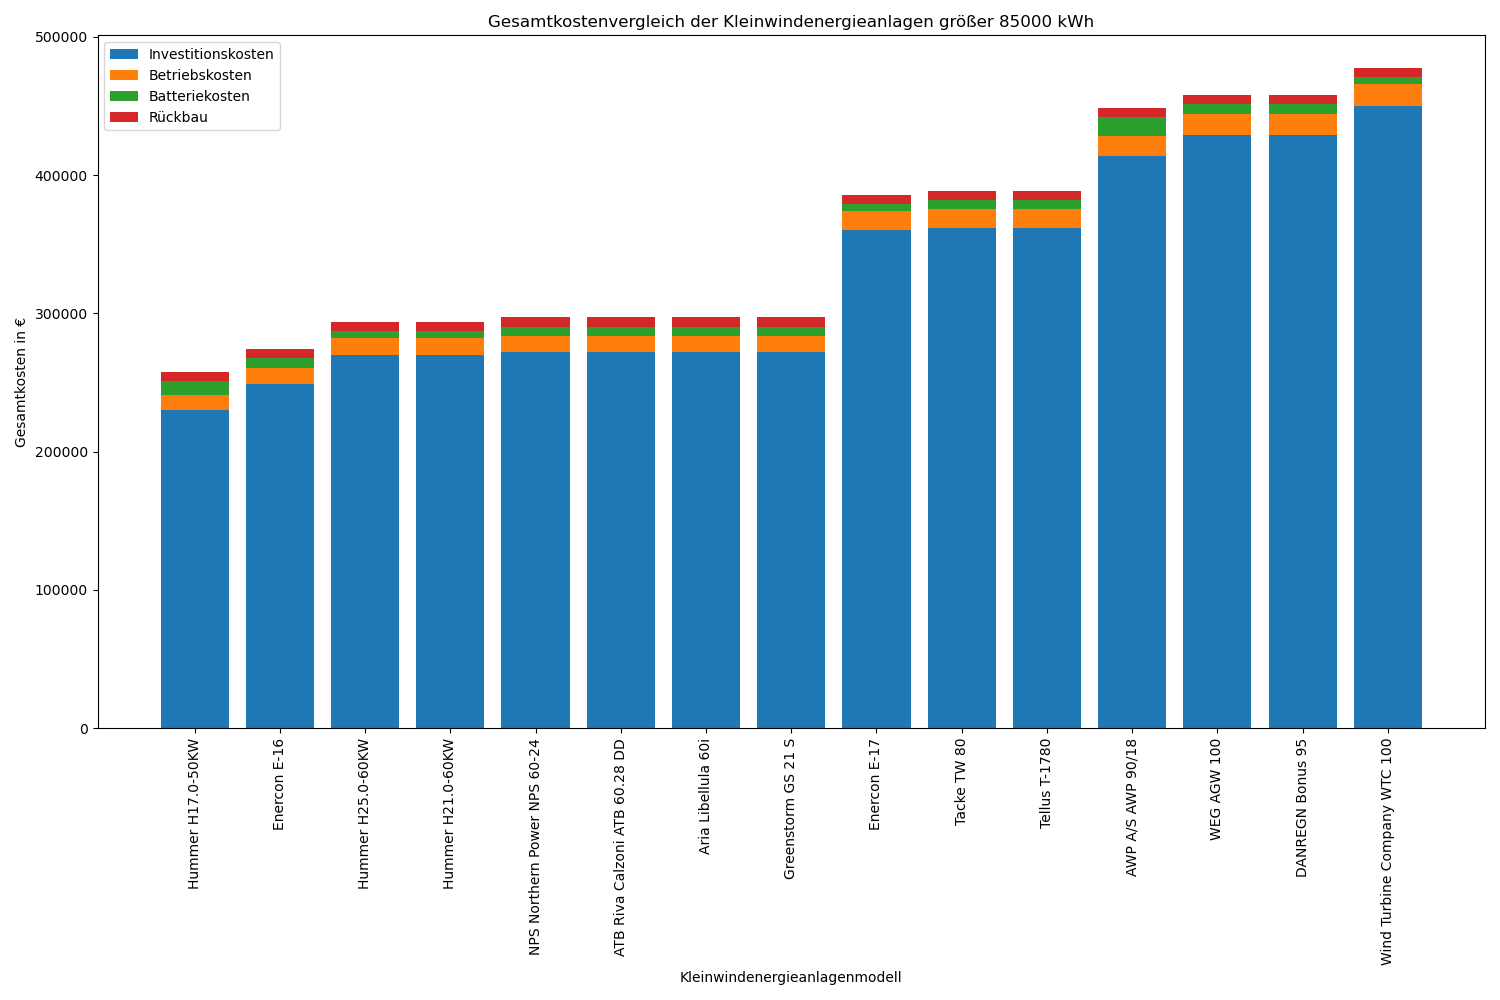 Gesamtkostenvergleich der Kleinwindenergieanlagen größer 85000 kWh
Investitionskosten
Betriebskosten
Batteriekosten
Rückbau
Gesamtkosten in €
500000
400000
300000
200000
100000
0
Hummer H17.0-50KW
Enercon E-16
Hummer H25.0-60KW
Hummer H21.0-60KW
NPS Northern Power NPS 60-24
ATB Riva Calzoni ATB 60.28 DD
Aria Libellula 60i
Greenstorm GS 21 S
Enercon E-17
Tacke TW 80
Tellus T-1780
AWP A/S AWP 90/18
WEG AGW 100
DANREGN Bonus 95
Wind Turbine Company WTC 100
Kleinwindenergieanlagenmodell